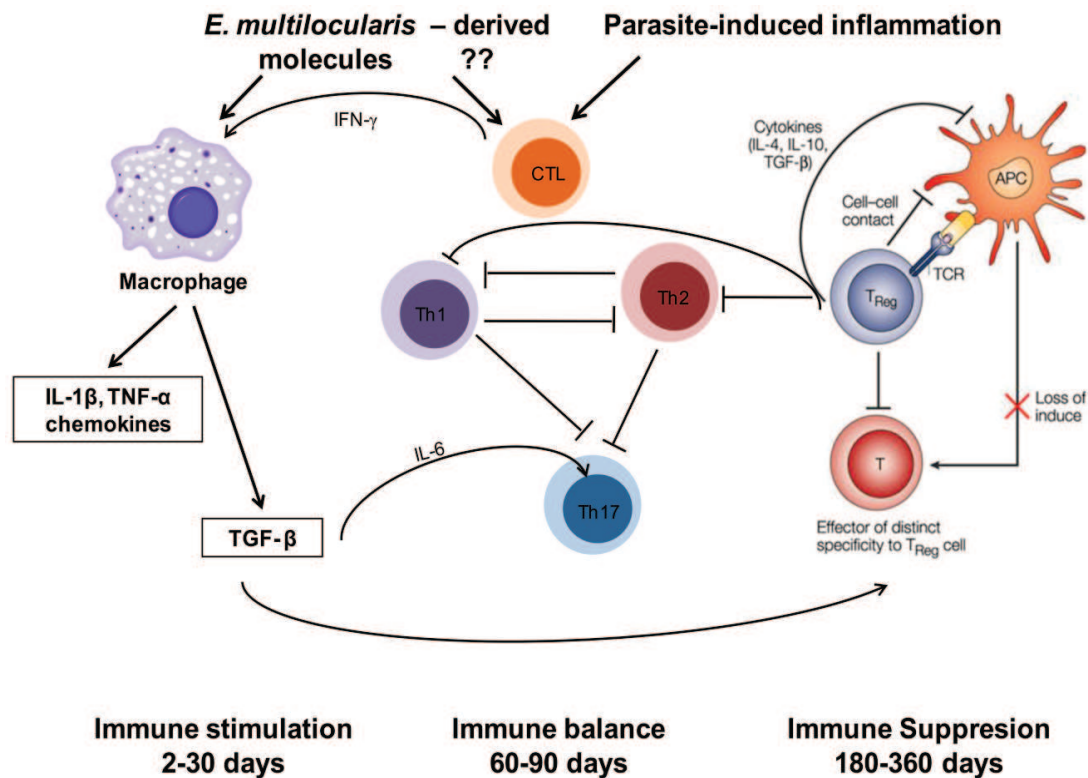 E. multilocularis – derived
molecules ??
Parasite-induced inflammation
IFN-γ
CTL
Cytokines
(IL-4, IL-10,
TGF-β)
APC
Cell–cell
contact
TCR
Macrophage
Th1
Th2
TReg
IL-1β, TNF-α
chemokines
Loss of
induce
IL-6
T
Th17
TGF-β
Effector of distinct
specificity to TReg cell
Immune stimulation
2-30 days
Immune balance
60-90 days
Immune Suppresion
180-360 days